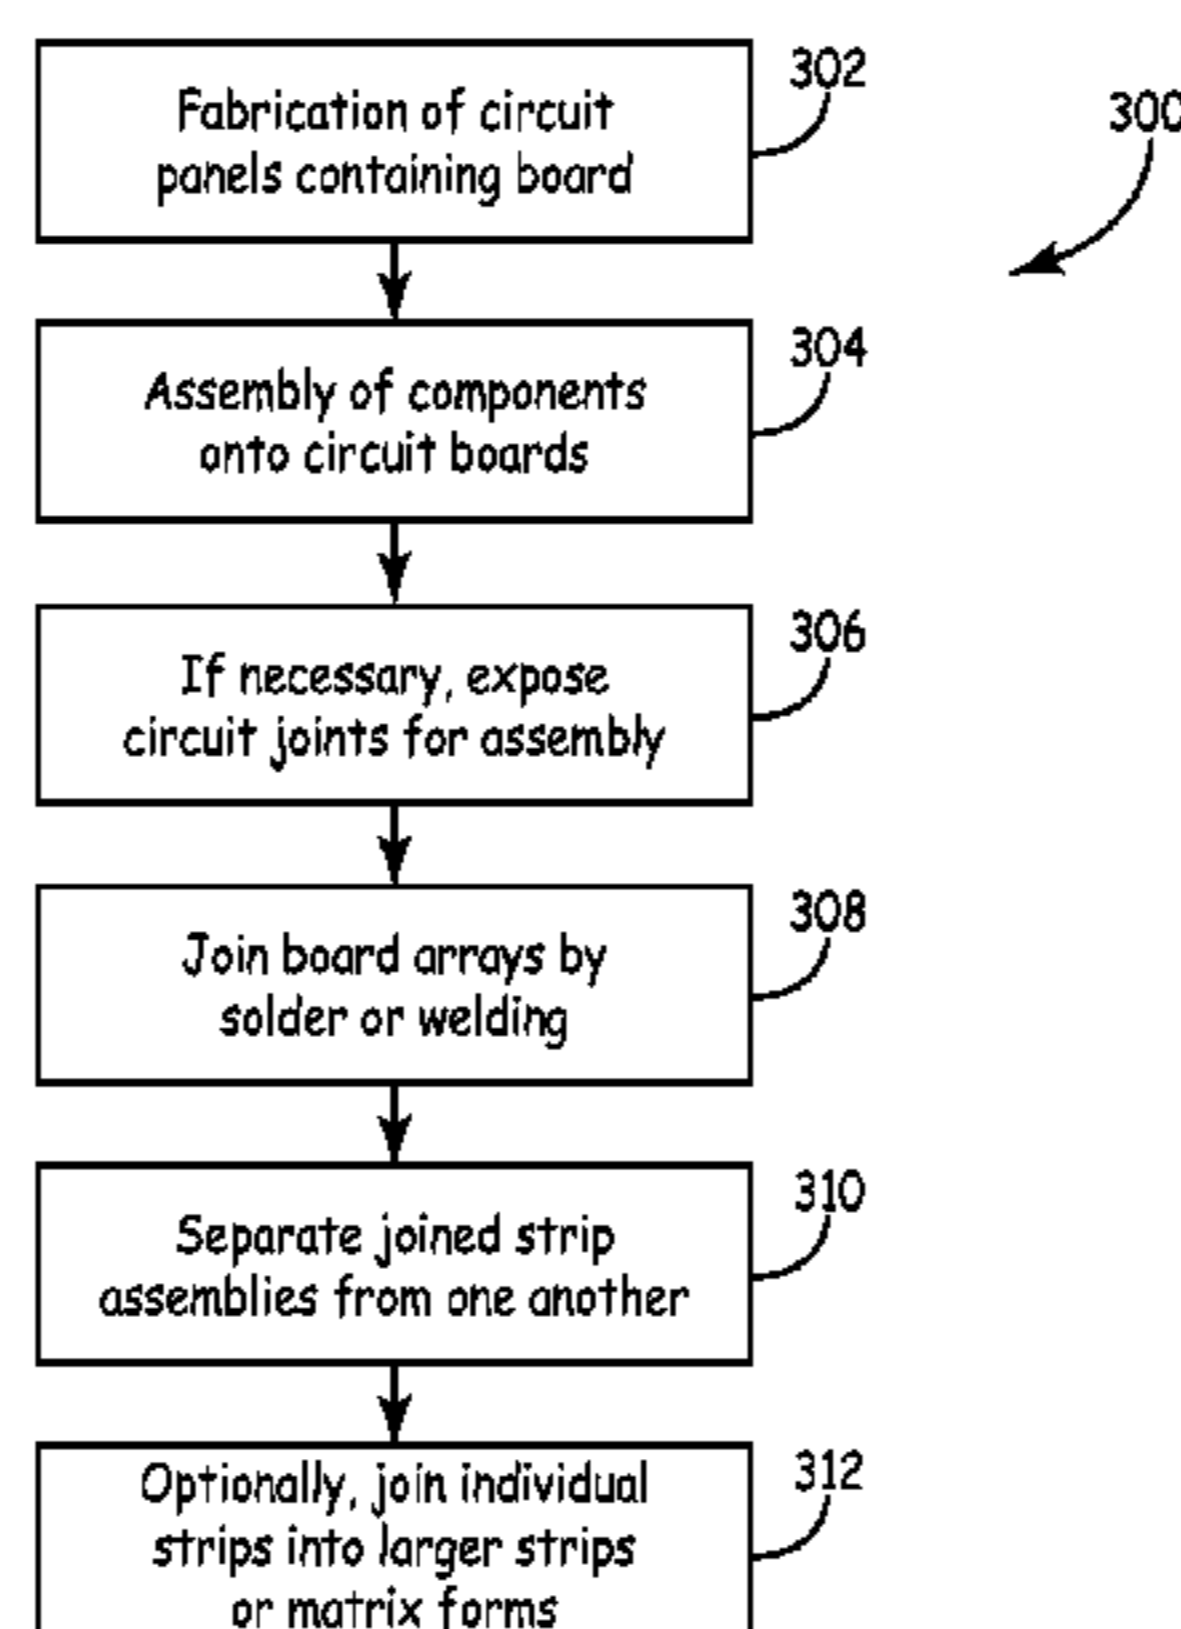 Fabrication of circuit
panels containing board
302
300
Assembly of components
onto circuit boards
304
If necessary, expose
circuit joints for assembly
306
Join board arrays by
solder or welding
308
Separate joined strip
assemblies from one another
310
Optionally, join individual
strips into larger strips
or matrix forms
312